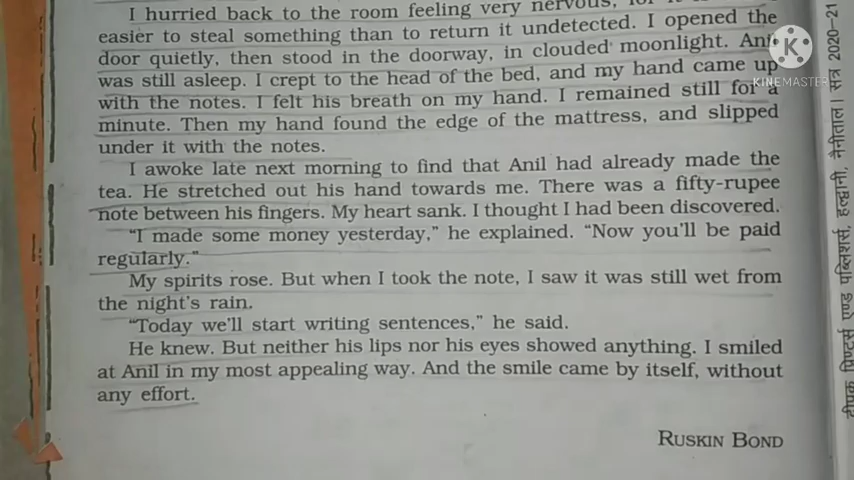 I hurried back to the room feeling very nervous, for it is
easier to steal something than to return it undetected. I opened the
door quietly, then stood in the doorway, in clouded moonlight. Anil
was still asleep. I crept to the head of the bed, and my hand came up
with the notes. I felt his breath on my hand. I remained still for a
minute. Then my hand found the edge of the mattress, and slipped
under it with the notes.
I awoke late next morning to find that Anil had already made the
tea. He stretched out his hand towards me. There was a fifty-rupee
note between his fingers. My heart sank. I thought I had been discovered.
“I made some money yesterday,” he explained. “Now you’ll be paid
regularly.”
My spirits rose. But when I took the note, I saw it was still wet from
the night’s rain.
“Today we’ll start writing sentences,” he said.
He knew. But neither his lips nor his eyes showed anything. I smiled
at Anil in my most appealing way. And the smile came by itself, without
any effort.
RUSKIN BOND
KINEMASTER
दीपक प्रिण्टर्स एण्ड पब्लिशर्स, हल्द्वानी, नैनीताल। सत्र 2020-21